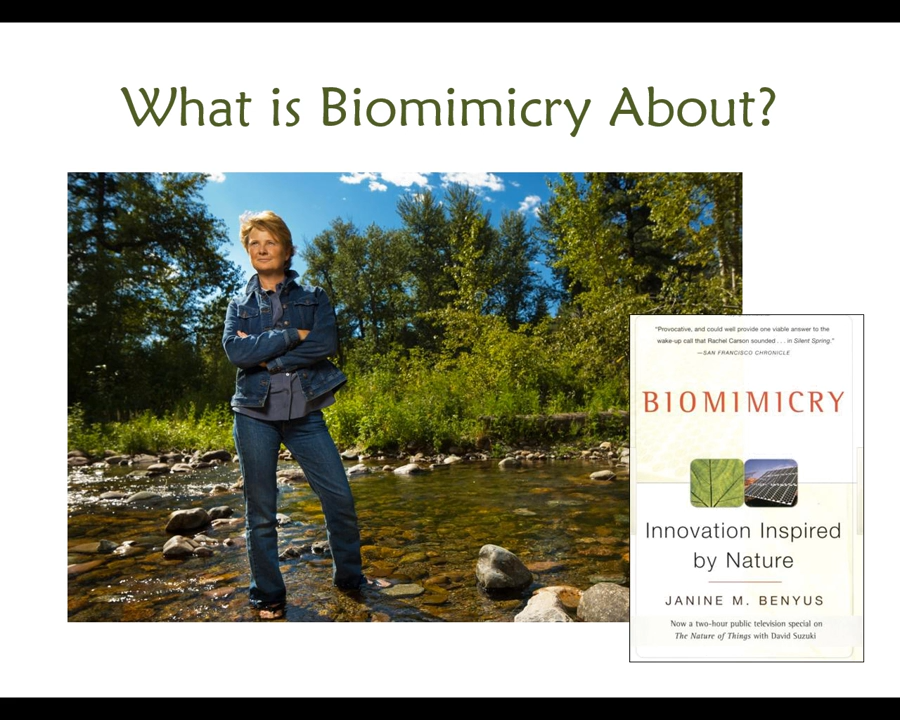 What is Biomimicry About?
"Provocative, and could well provide one viable answer to the
wake-up call that Rachel Carson sounded . . . in Silent Spring."
—SAN FRANCISCO CHRONICLE
BIOMIMICRY
Innovation Inspired
by Nature
JANINE M. BENYUS
Now a two-hour public television special on
The Nature of Things with David Suzuki